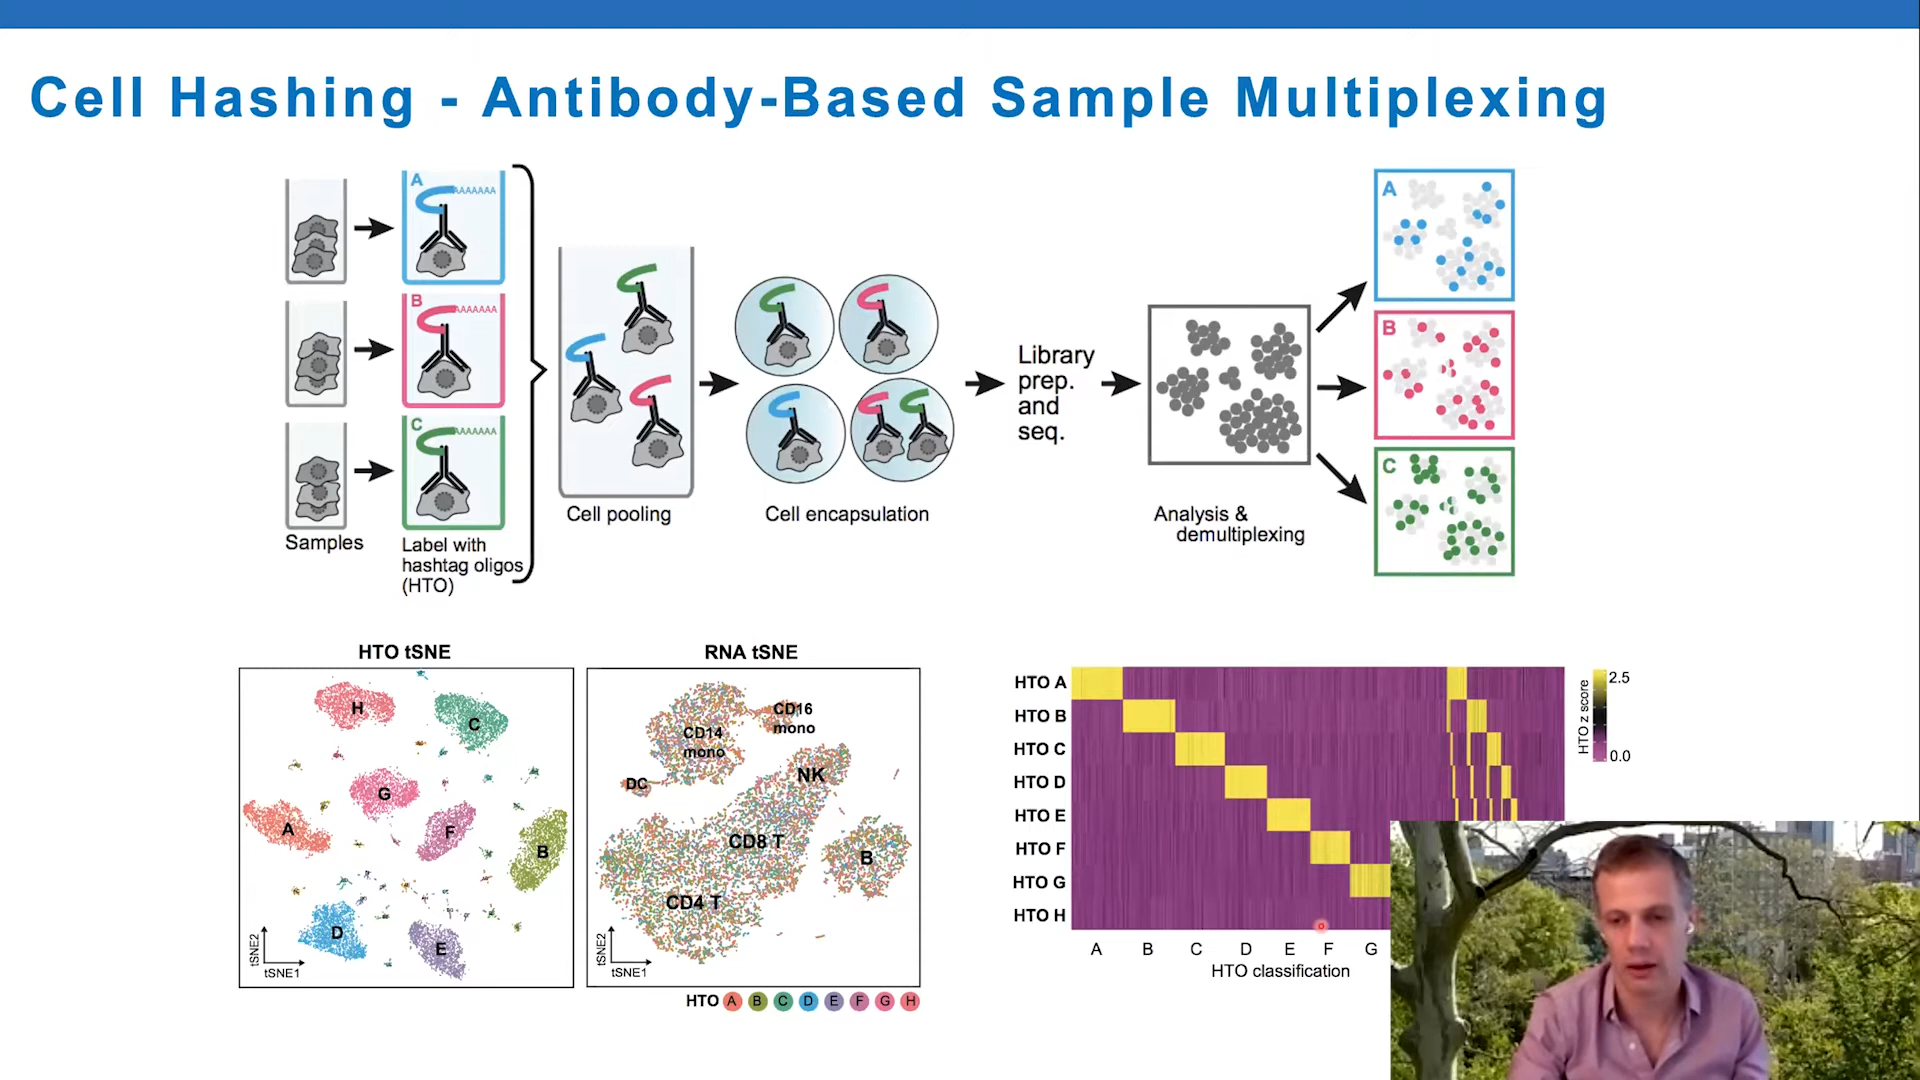 Cell Hashing - Antibody-Based Sample Multiplexing
A
AAAAAAA
B
AAAAAAA
C
AAAAAAA
Samples
Label with
hashtag oligos
(HTO)
Cell pooling
Cell encapsulation
Library
prep.
and
seq.
Analysis &
demultiplexing
A
B
C
HTO tSNE
H
C
G
A
F
B
D
E
tSNE2
tSNE1
RNA tSNE
CD16
mono
CD14
mono
DC
NK
CD8 T
B
CD4 T
tSNE2
tSNE1
HTO A B C D E F G H
HTO A
HTO B
HTO C
HTO D
HTO E
HTO F
HTO G
HTO H
A B C D E F G
HTO classification
HTO z score
2.5
0.0